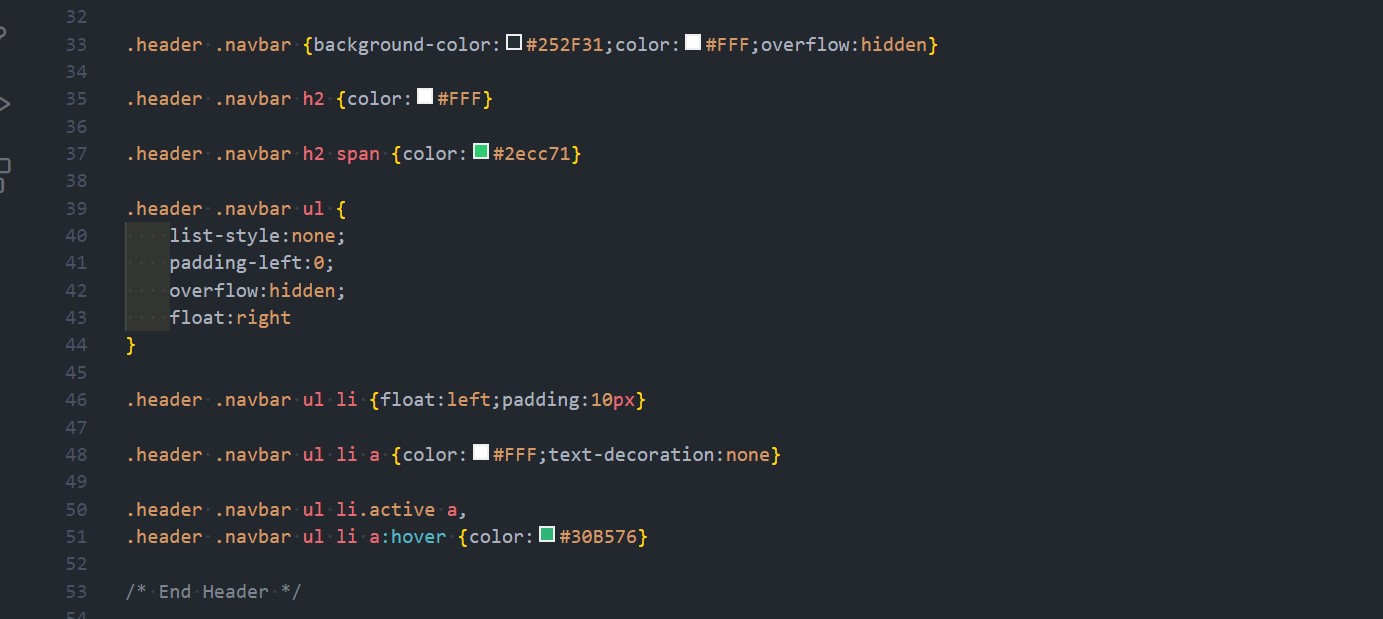 32
33 .header .navbar {background-color:#252F31;color:#FFF;overflow:hidden}
34
35 .header .navbar h2 {color:#FFF}
36
37 .header .navbar h2 span {color:#2ecc71}
38
39 .header .navbar ul {
40     list-style:none;
41     padding-left:0;
42     overflow:hidden;
43     float:right
44 }
45
46 .header .navbar ul li {float:left;padding:10px}
47
48 .header .navbar ul li a {color:#FFF;text-decoration:none}
49
50 .header .navbar ul li.active a,
51 .header .navbar ul li a:hover {color:#30B576}
52
53 /* End Header */
54